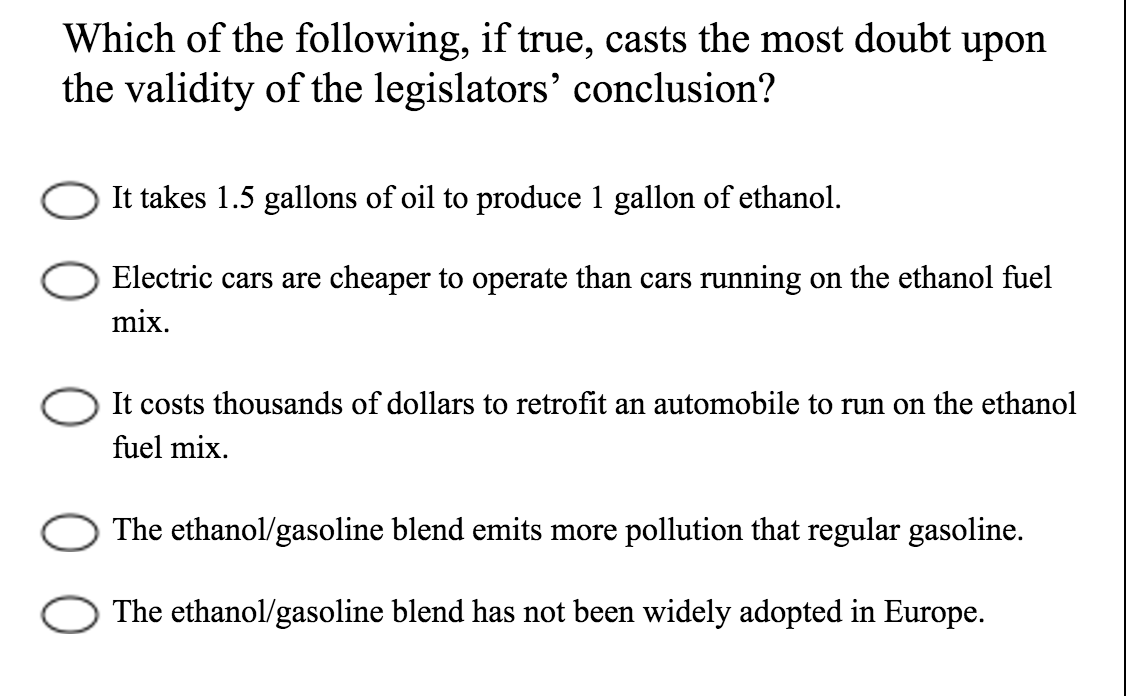 Which of the following, if true, casts the most doubt upon
the validity of the legislators’ conclusion?
It takes 1.5 gallons of oil to produce 1 gallon of ethanol.
Electric cars are cheaper to operate than cars running on the ethanol fuel
mix.
It costs thousands of dollars to retrofit an automobile to run on the ethanol
fuel mix.
The ethanol/gasoline blend emits more pollution that regular gasoline.
The ethanol/gasoline blend has not been widely adopted in Europe.